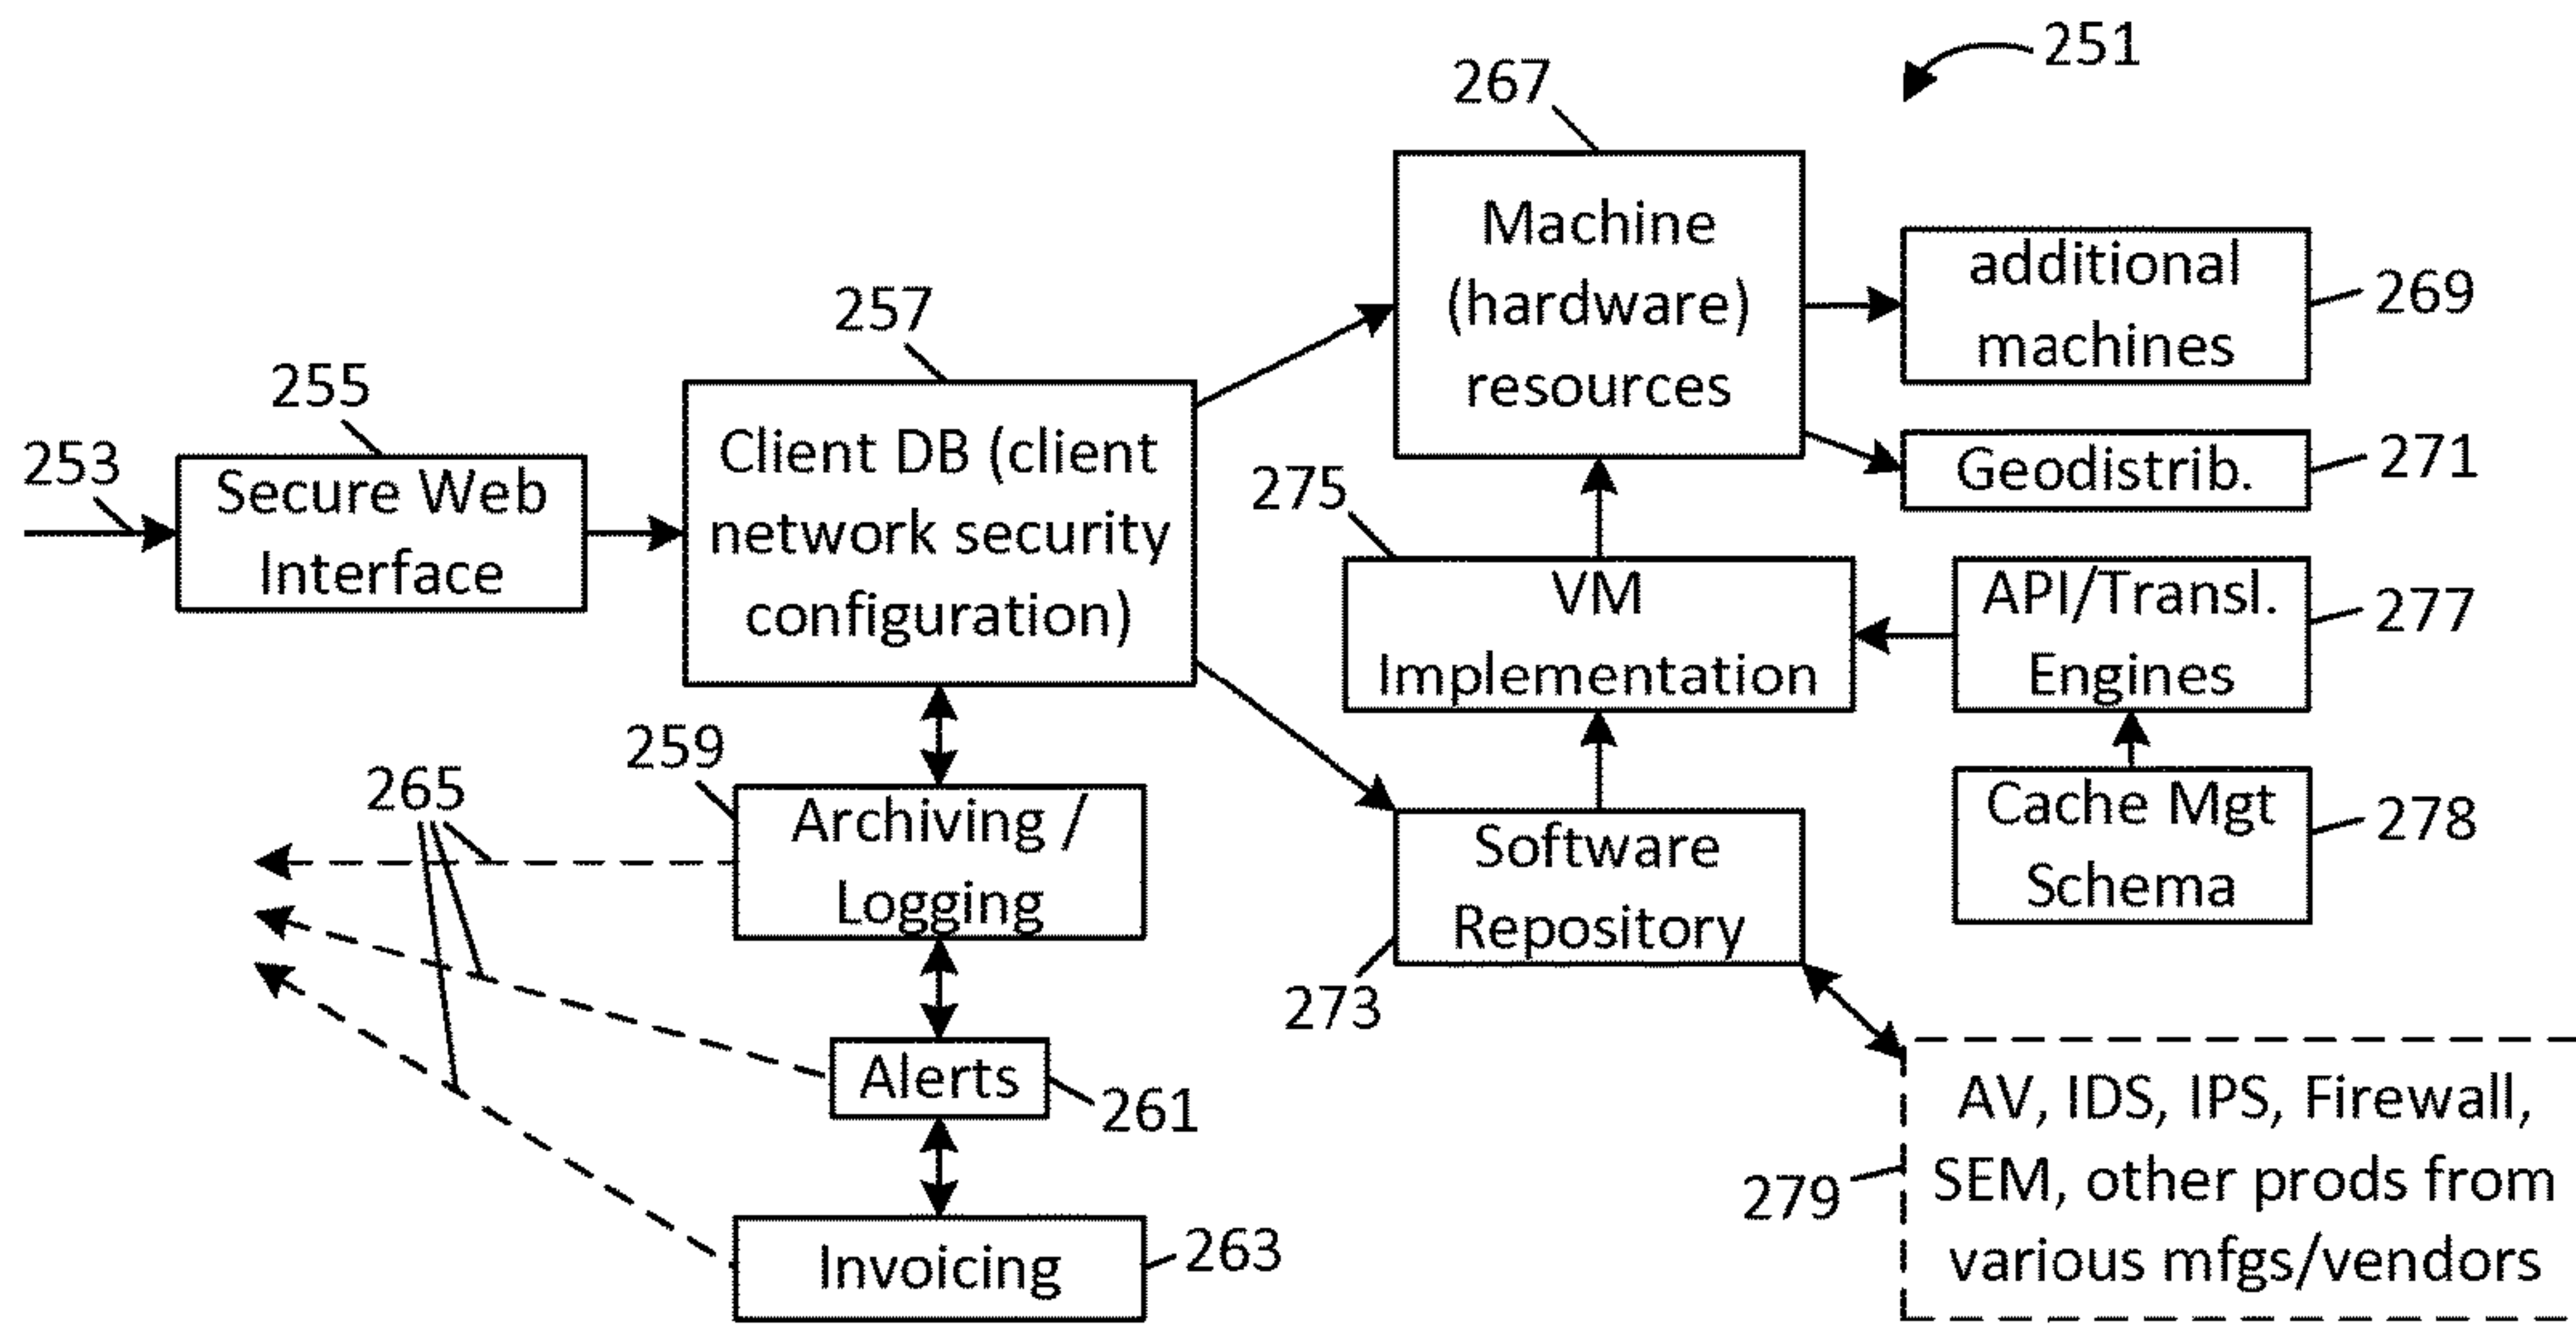 251
267
Machine
(hardware)
resources
additional
machines
269
257
255
253
Secure Web
Interface
Client DB (client
network security
configuration)
Geodistrib.
271
275
VM
Implementation
API/Transl.
Engines
277
259
265
Archiving /
Logging
Software
Repository
273
Cache Mgt
Schema
278
Alerts
261
Invoicing
263
279
AV, IDS, IPS, Firewall,
SEM, other prods from
various mfgs/vendors